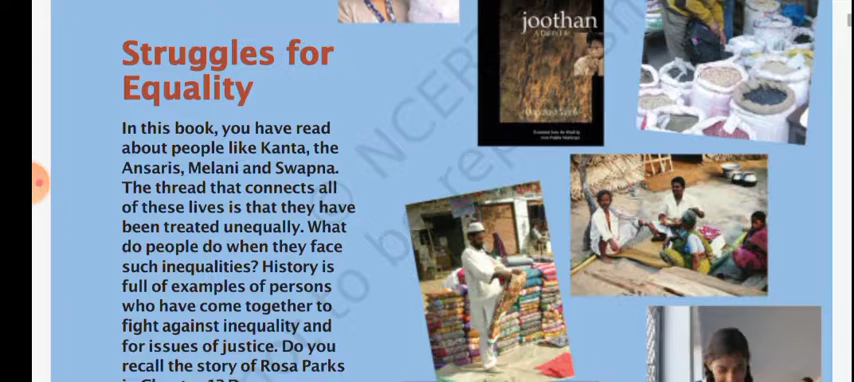 Struggles for
Equality
In this book, you have read
about people like Kanta, the
Ansaris, Melani and Swapna.
The thread that connects all
of these lives is that they have
been treated unequally. What
do people do when they face
such inequalities? History is
full of examples of persons
who have come together to
fight against inequality and
for issues of justice. Do you
recall the story of Rosa Parks
joothan
© NCERT